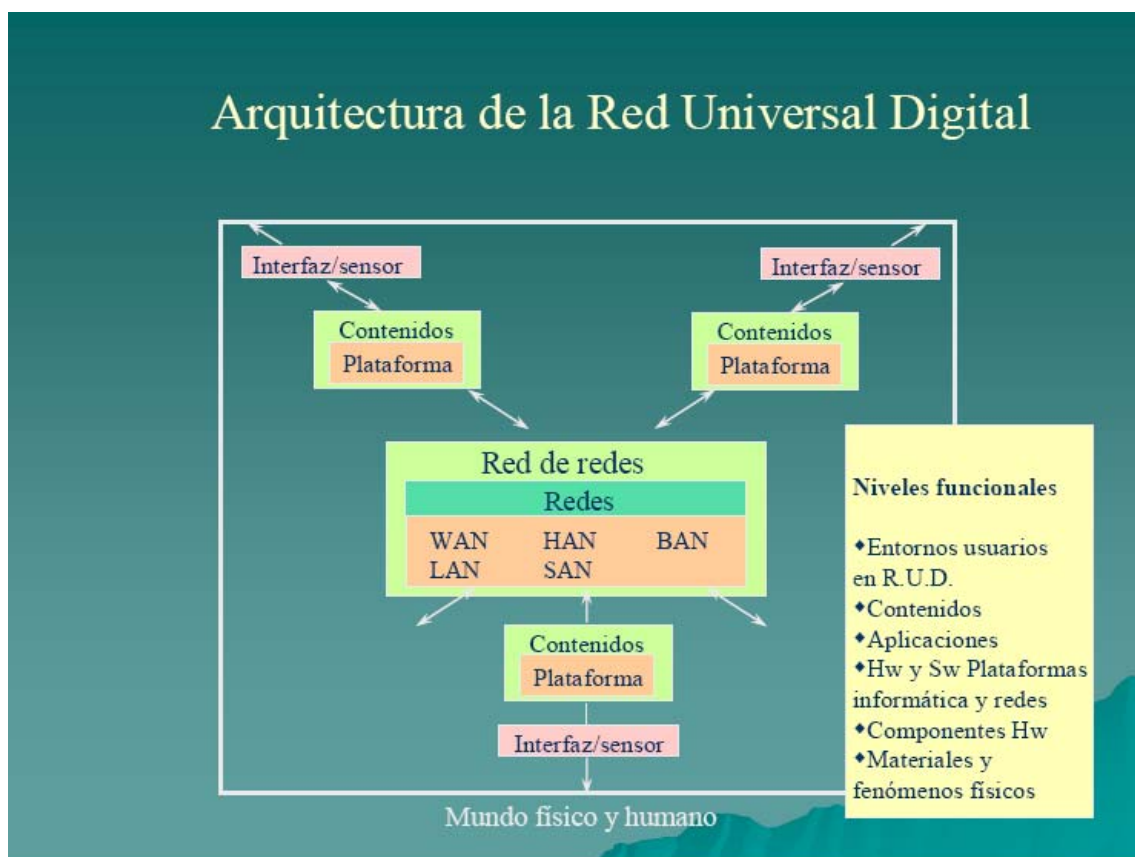 Arquitectura de la Red Universal Digital
Interfaz/sensor
Interfaz/sensor
Contenidos
Plataforma
Contenidos
Plataforma
Red de redes
Redes
WAN HAN BAN
LAN SAN
Contenidos
Plataforma
Interfaz/sensor
Mundo físico y humano
Niveles funcionales
◆Entornos usuarios
en R.U.D.
◆Contenidos
◆Aplicaciones
◆Hw y Sw Plataformas
informática y redes
◆Componentes Hw
◆Materiales y
fenómenos físicos